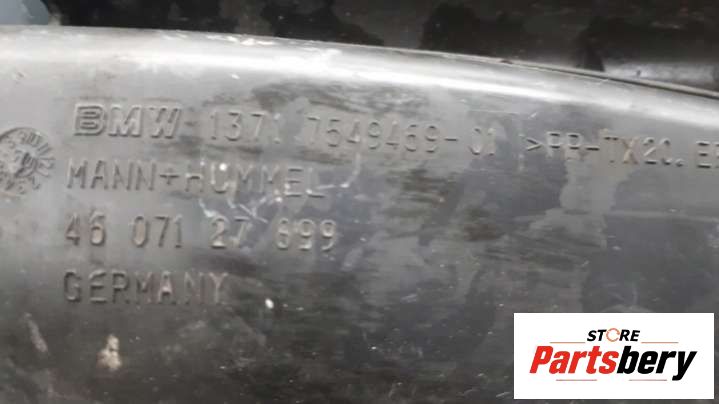 BMW 1371 7549469-01 >PP-TX20. E
MANN+HUMMEL
46 071 27 699
GERMANY
STORE
Partsbery